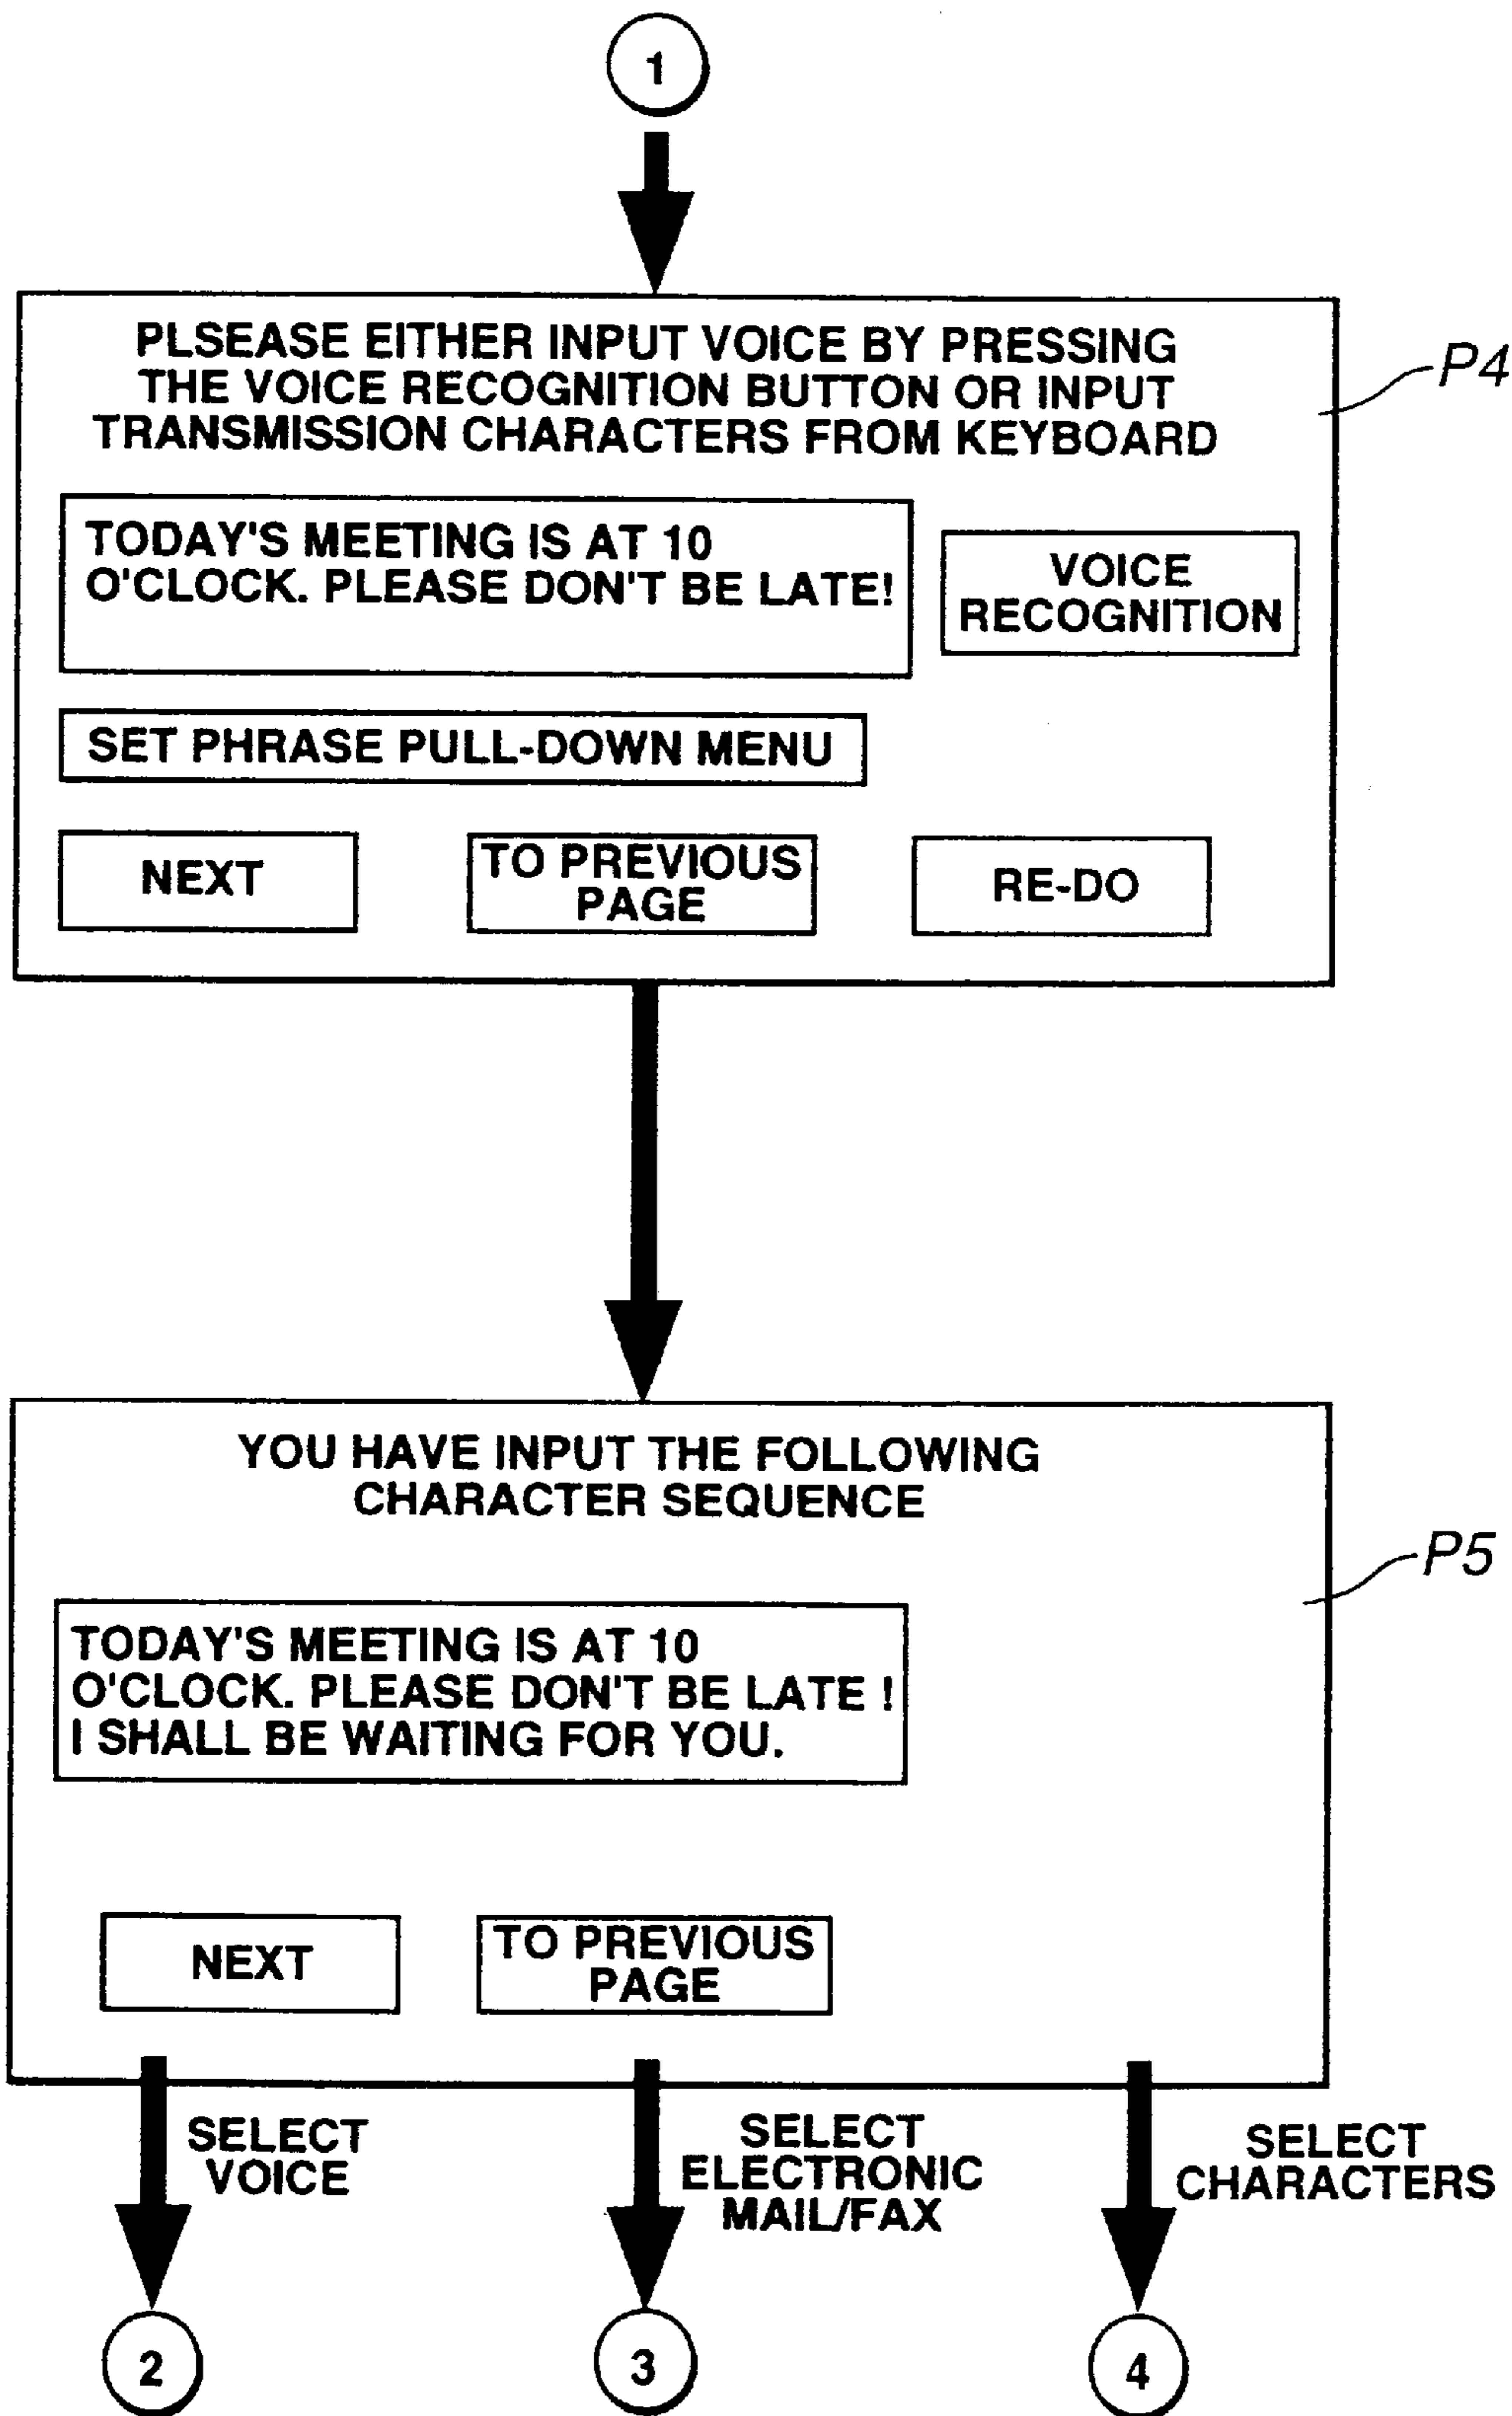 1
PLSEASE EITHER INPUT VOICE BY PRESSING
THE VOICE RECOGNITION BUTTON OR INPUT
TRANSMISSION CHARACTERS FROM KEYBOARD
P4
TODAY'S MEETING IS AT 10
O'CLOCK. PLEASE DON'T BE LATE!
VOICE
RECOGNITION
SET PHRASE PULL-DOWN MENU
NEXT
TO PREVIOUS
PAGE
RE-DO
YOU HAVE INPUT THE FOLLOWING
CHARACTER SEQUENCE
P5
TODAY'S MEETING IS AT 10
O'CLOCK. PLEASE DON'T BE LATE !
I SHALL BE WAITING FOR YOU.
NEXT
TO PREVIOUS
PAGE
SELECT
VOICE
SELECT
ELECTRONIC
MAIL/FAX
SELECT
CHARACTERS
2
3
4